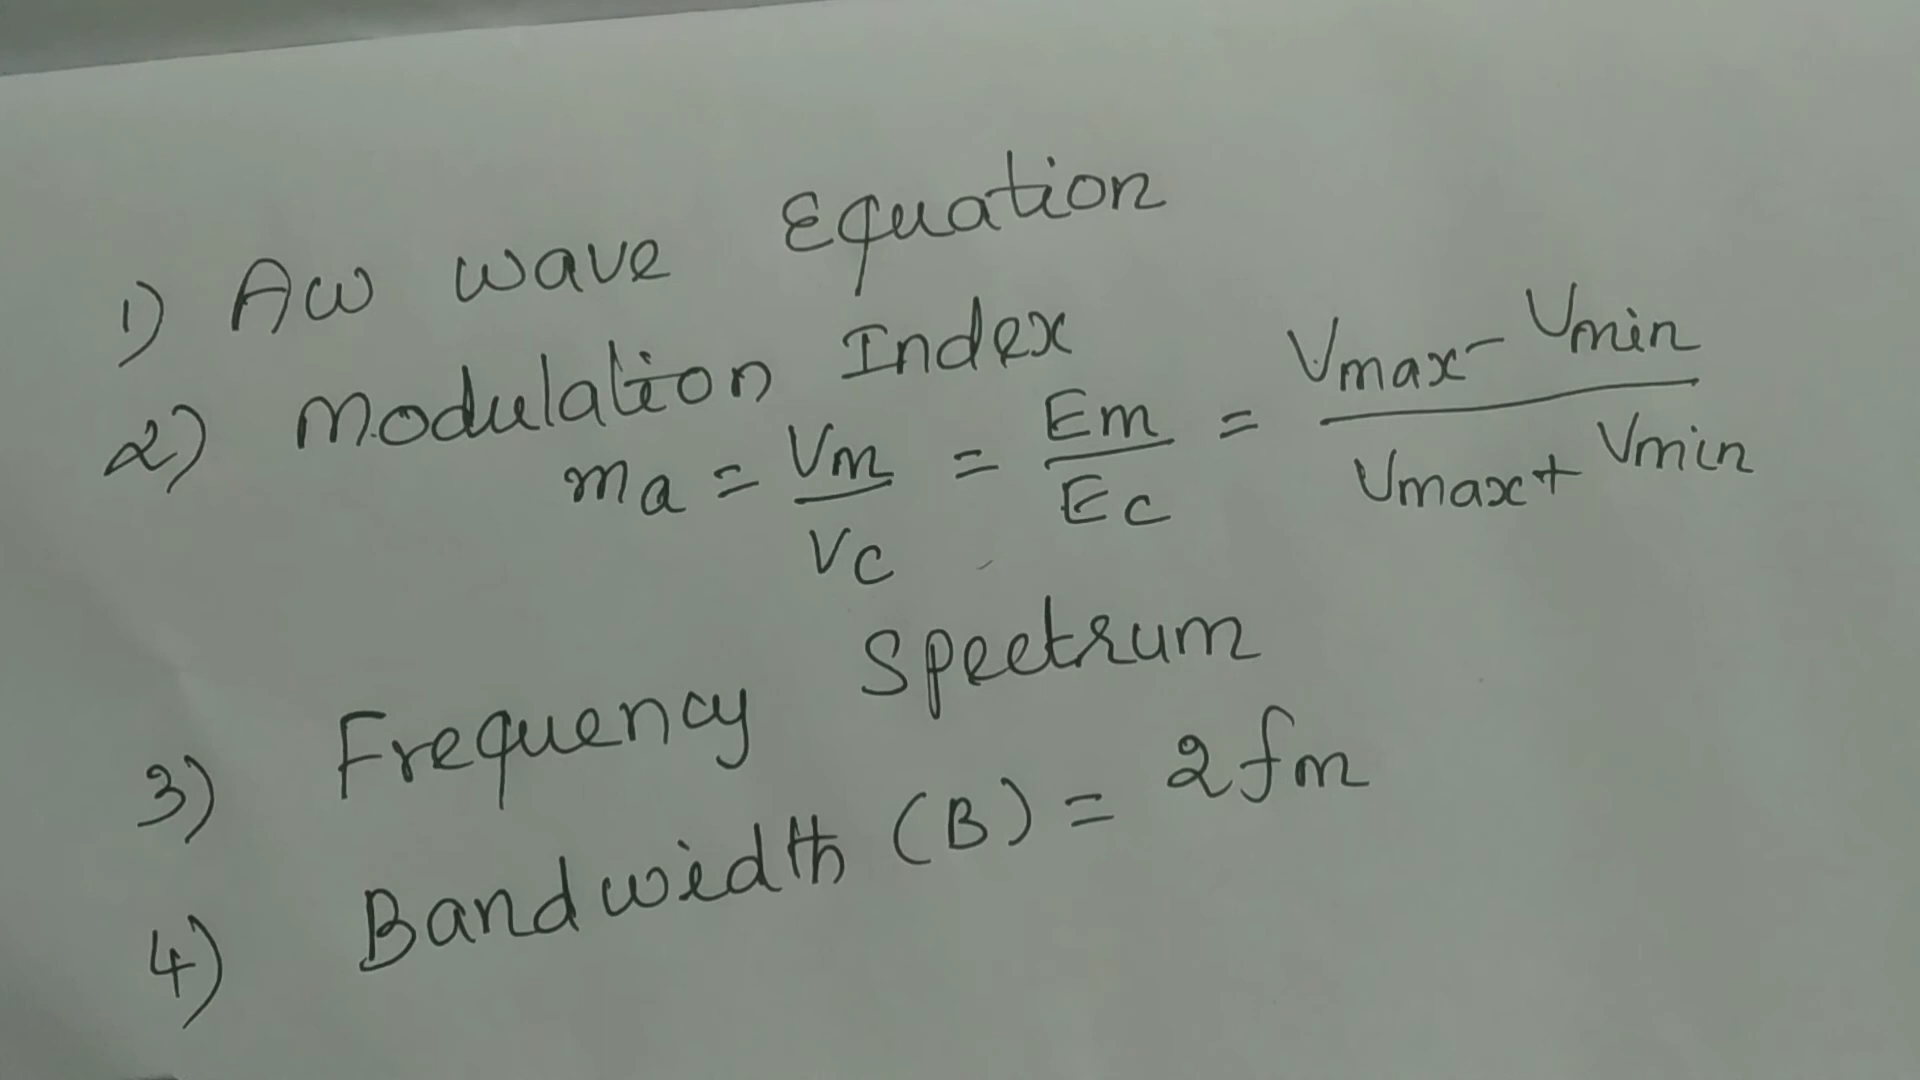 1) Aw wave Equation
2) Modulation Index
ma = Vm/Vc = Em/Ec = Vmax - Vmin/Vmax + Vmin
3) Frequency Spectrum
4) Bandwidth (B) = 2fm